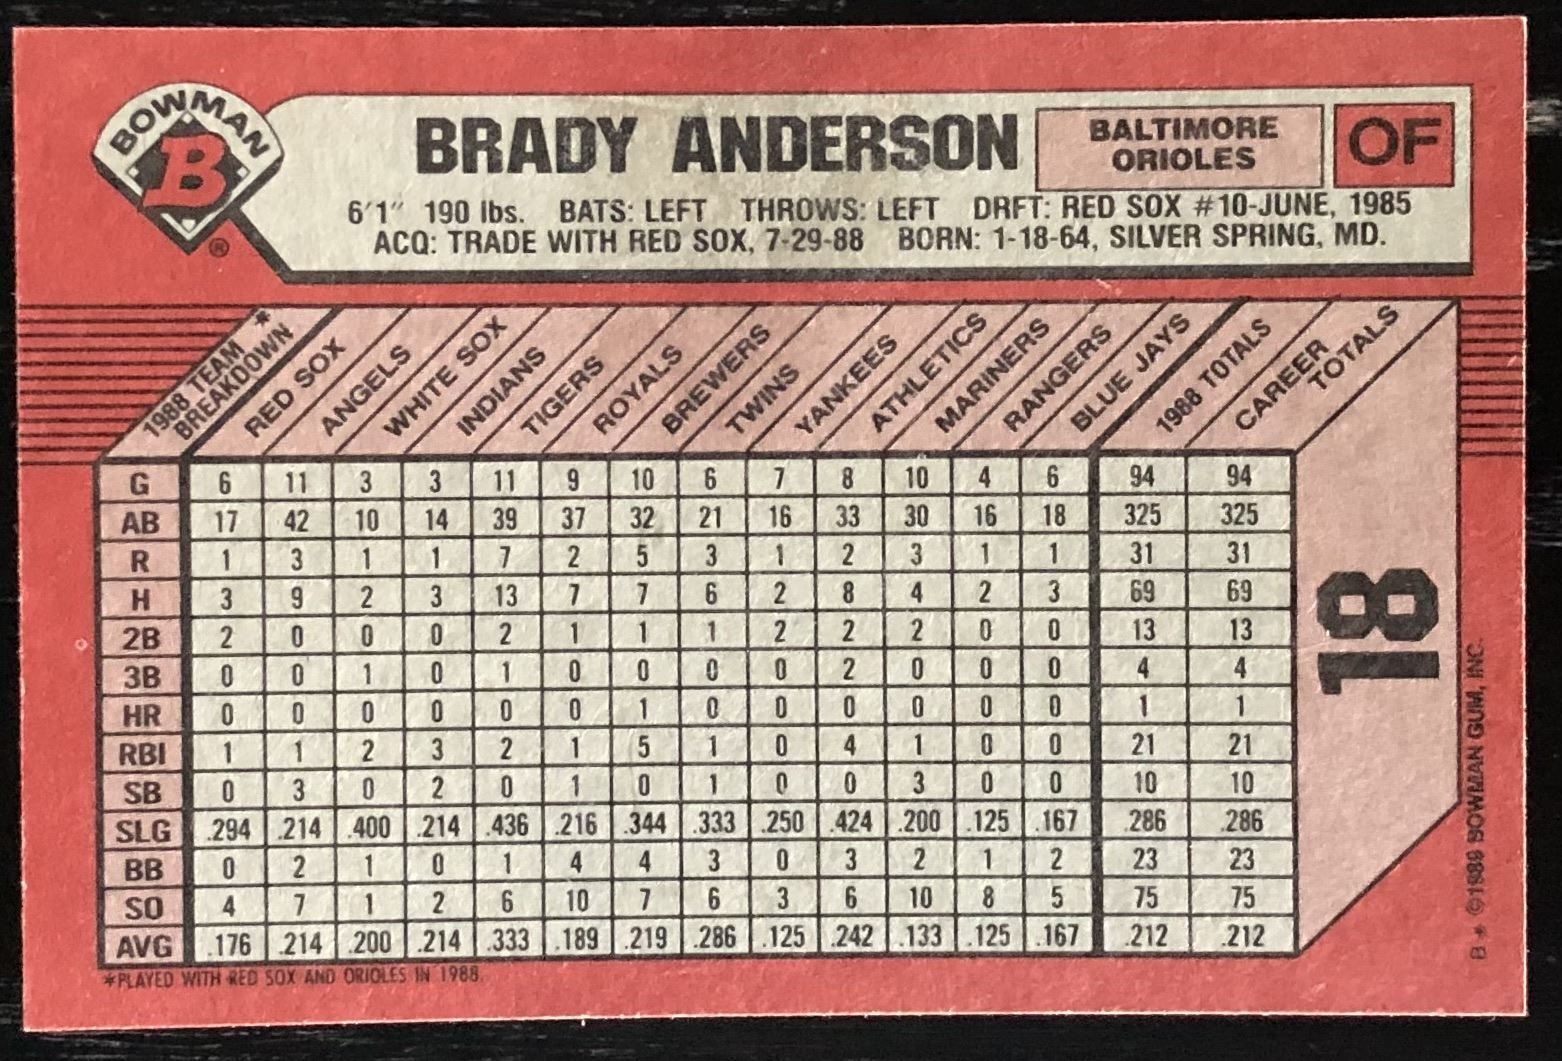 BOWMAN
B
®
BRADY ANDERSON
BALTIMORE
ORIOLES
OF
6'1" 190 lbs. BATS: LEFT THROWS: LEFT DRFT: RED SOX #10-JUNE, 1985
ACQ: TRADE WITH RED SOX, 7-29-88 BORN: 1-18-64, SILVER SPRING, MD.
1988 TEAM *
BREAKDOWN
RED SOX
ANGELS
WHITE SOX
INDIANS
TIGERS
ROYALS
BREWERS
TWINS
YANKEES
ATHLETICS
MARINERS
RANGERS
BLUE JAYS
1988 TOTALS
CAREER
TOTALS
G 6 11 3 3 11 9 10 6 7 8 10 4 6 94 94
AB 17 42 10 14 39 37 32 21 16 33 30 16 18 325 325
R 1 3 1 1 7 2 5 3 1 2 3 1 1 31 31
H 3 9 2 3 13 7 7 6 2 8 4 2 3 69 69
2B 2 0 0 0 2 1 1 1 2 2 2 0 0 13 13
3B 0 0 1 0 1 0 0 0 0 2 0 0 0 4 4
HR 0 0 0 0 0 0 1 0 0 0 0 0 0 1 1
RBI 1 1 2 3 2 1 5 1 0 4 1 0 0 21 21
SB 0 3 0 2 0 1 0 1 0 0 3 0 0 10 10
SLG .294 .214 .400 .214 .436 .216 .344 .333 .250 .424 .200 .125 .167 .286 .286
BB 0 2 1 0 1 4 4 3 0 3 2 1 2 23 23
SO 4 7 1 2 6 10 7 6 3 6 10 8 5 75 75
AVG .176 .214 .200 .214 .333 .189 .219 .286 .125 .242 .133 .125 .167 .212 .212
18
*PLAYED WITH RED SOX AND ORIOLES IN 1988.
B * ©1989 BOWMAN GUM, INC.